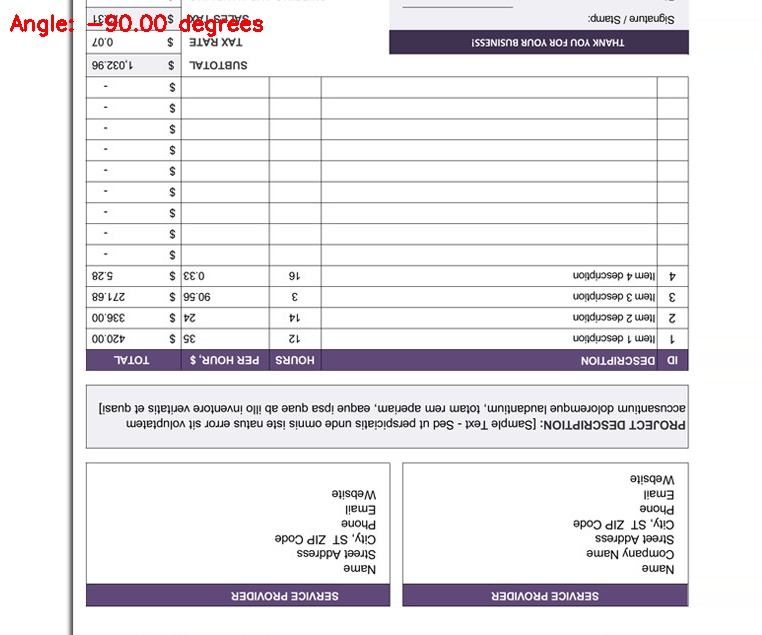 Angle: −90.00 degrees
SERVICE PROVIDER
Name
Company Name
Street Address
City, ST ZIP Code
Phone
Email
Website
SERVICE PROVIDER
Name
Street Address
City, ST ZIP Code
Phone
Email
Website
PROJECT DESCRIPTION: [Sample Text - Sed ut perspiciatis unde omnis iste natus error sit voluptatem
accusantium doloremque laudantium, totam rem aperiam, eaque ipsa quae ab illo inventore veritatis et quasi]
ID DESCRIPTION HOURS PER HOUR, $ TOTAL
1 Item 1 description 12 35 $ 420.00
2 Item 2 description 14 24 $ 336.00
3 Item 3 description 3 90.56 $ 271.68
4 Item 4 description 16 0.33 $ 5.28
$ -
$ -
$ -
$ -
$ -
$ -
$ -
$ -
$ -
SUBTOTAL $ 1,032.96
THANK YOU FOR YOUR BUSINESS!
TAX RATE $ 0.07
Signature / Stamp:
SALES TAX $